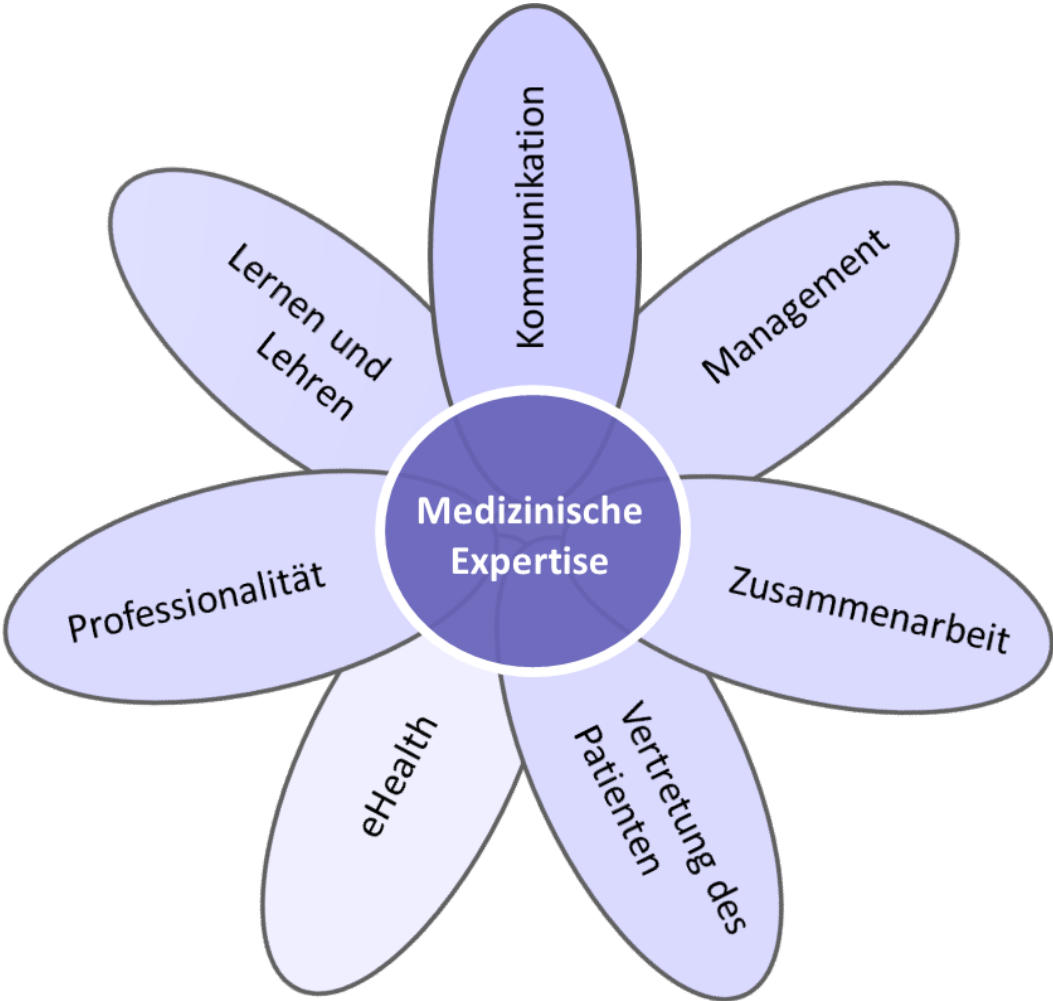 Kommunikation
Management
Zusammenarbeit
Vertretung des
Patienten
eHealth
Professionalität
Lernen und
Lehren
Medizinische
Expertise